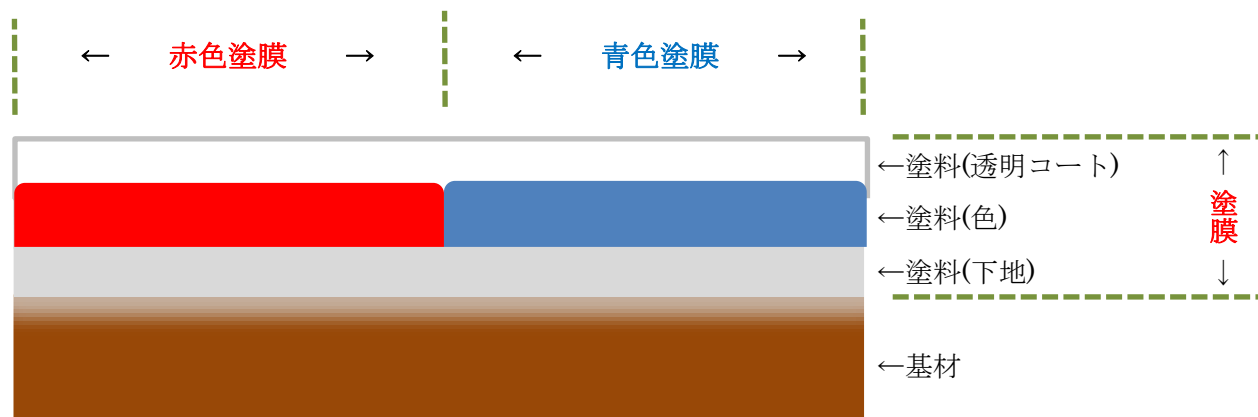 ← 赤色塗膜 → ← 青色塗膜 →
←塗料(透明コート)
↑
塗膜
↓
←塗料(色)
←塗料(下地)
←基材